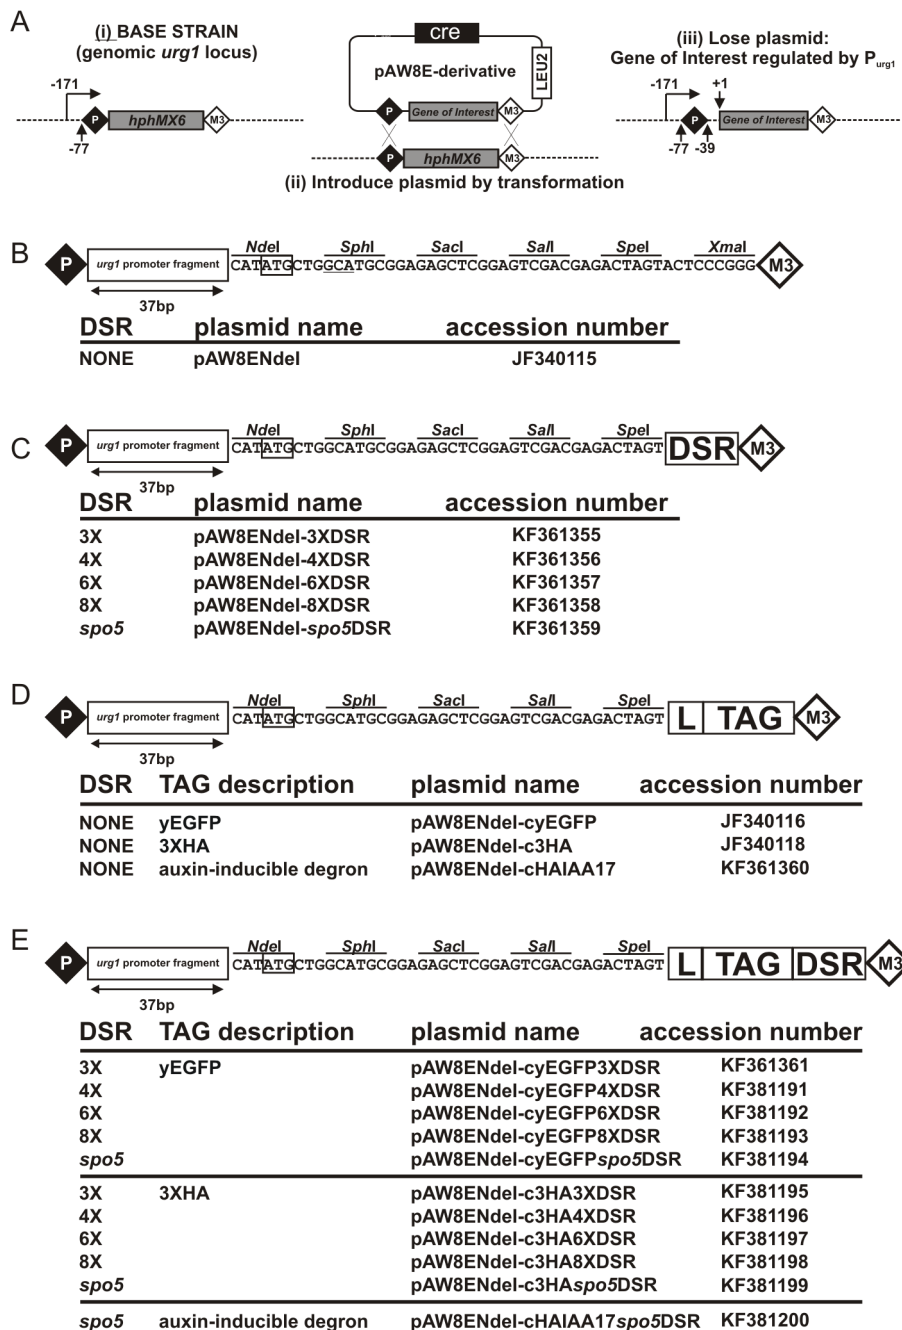 A
(i) BASE STRAIN
(genomic urg1 locus)
-171
hphMX6
M3
-77
cre
pAW8E-derivative
LEU2
P
Gene of Interest
M3
P
hphMX6
M3
(ii) Introduce plasmid by transformation
(iii) Lose plasmid:
Gene of Interest regulated by Purg1
-171
+1
P
Gene of Interest
M3
-77
-39
B
NdeI SphI SacI SalI SpeI XmaI
P urg1 promoter fragment CATATGCTGGCATGCGGAGAGCTCGGAGTCGACGAGACTAGTACTCCCGGG M3
37bp
DSR plasmid name accession number
NONE pAW8ENdeI JF340115
C
NdeI SphI SacI SalI SpeI
P urg1 promoter fragment CATATGCTGGCATGCGGAGAGCTCGGAGTCGACGAGACTAGT DSR M3
37bp
DSR plasmid name accession number
3X pAW8ENdeI-3XDSR KF361355
4X pAW8ENdeI-4XDSR KF361356
6X pAW8ENdeI-6XDSR KF361357
8X pAW8ENdeI-8XDSR KF361358
spo5 pAW8ENdeI-spo5DSR KF361359
D
NdeI SphI SacI SalI SpeI
P urg1 promoter fragment CATATGCTGGCATGCGGAGAGCTCGGAGTCGACGAGACTAGT L TAG M3
37bp
DSR TAG description plasmid name accession number
NONE yEGFP pAW8ENdeI-cyEGFP JF340116
NONE 3XHA pAW8ENdeI-c3HA JF340118
NONE auxin-inducible degron pAW8ENdeI-cHAIAA17 KF361360
E
NdeI SphI SacI SalI SpeI
P urg1 promoter fragment CATATGCTGGCATGCGGAGAGCTCGGAGTCGACGAGACTAGT L TAG DSR M3
37bp
DSR TAG description plasmid name accession number
3X yEGFP pAW8ENdeI-cyEGFP3XDSR KF361361
4X pAW8ENdeI-cyEGFP4XDSR KF381191
6X pAW8ENdeI-cyEGFP6XDSR KF381192
8X pAW8ENdeI-cyEGFP8XDSR KF381193
spo5 pAW8ENdeI-cyEGFPspo5DSR KF381194
3X 3XHA pAW8ENdeI-c3HA3XDSR KF381195
4X pAW8ENdeI-c3HA4XDSR KF381196
6X pAW8ENdeI-c3HA6XDSR KF381197
8X pAW8ENdeI-c3HA8XDSR KF381198
spo5 pAW8ENdeI-c3HAspo5DSR KF381199
spo5 auxin-inducible degron pAW8ENdeI-cHAIAA17spo5DSR KF381200